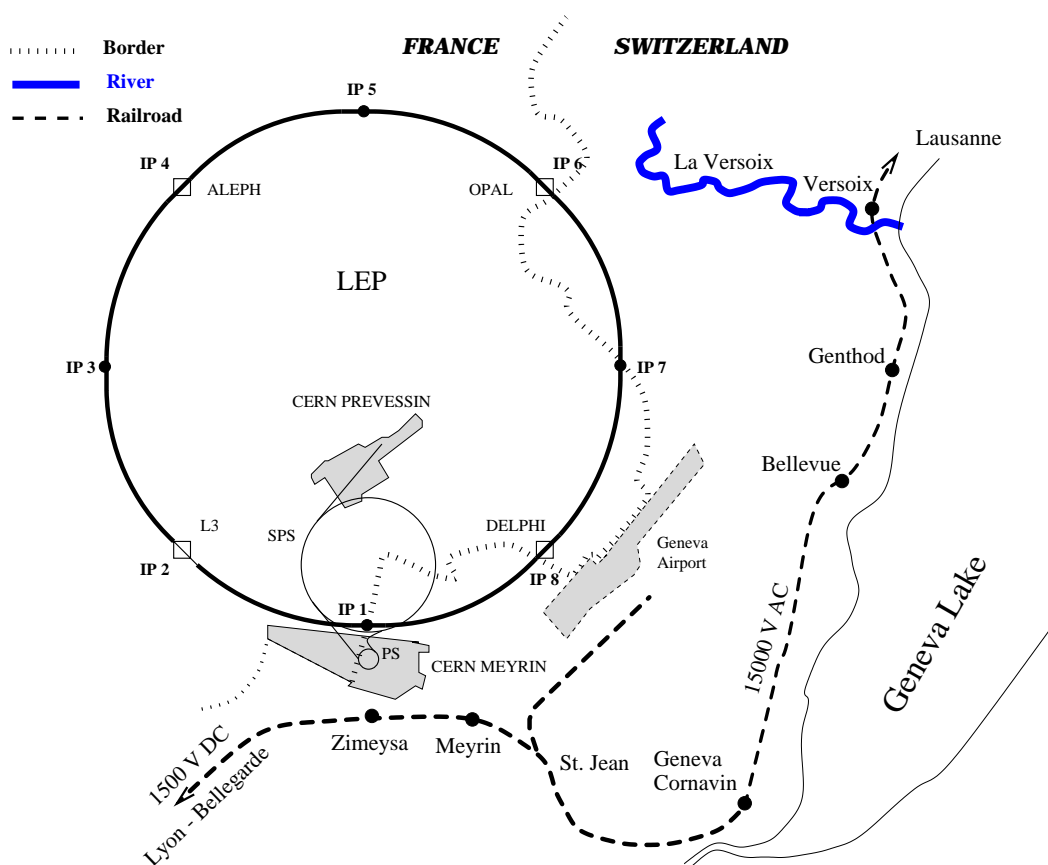 Border
River
Railroad
FRANCE
SWITZERLAND
IP 5
IP 4
ALEPH
OPAL
IP 6
La Versoix
Versoix
Lausanne
LEP
IP 3
IP 7
Genthod
CERN PREVESSIN
Bellevue
L3
SPS
DELPHI
IP 2
IP 8
Geneva
Airport
IP 1
PS
CERN MEYRIN
15000 V AC
Geneva Lake
Zimeysa
Meyrin
St. Jean
Geneva
Cornavin
1500 V DC
Lyon - Bellegarde